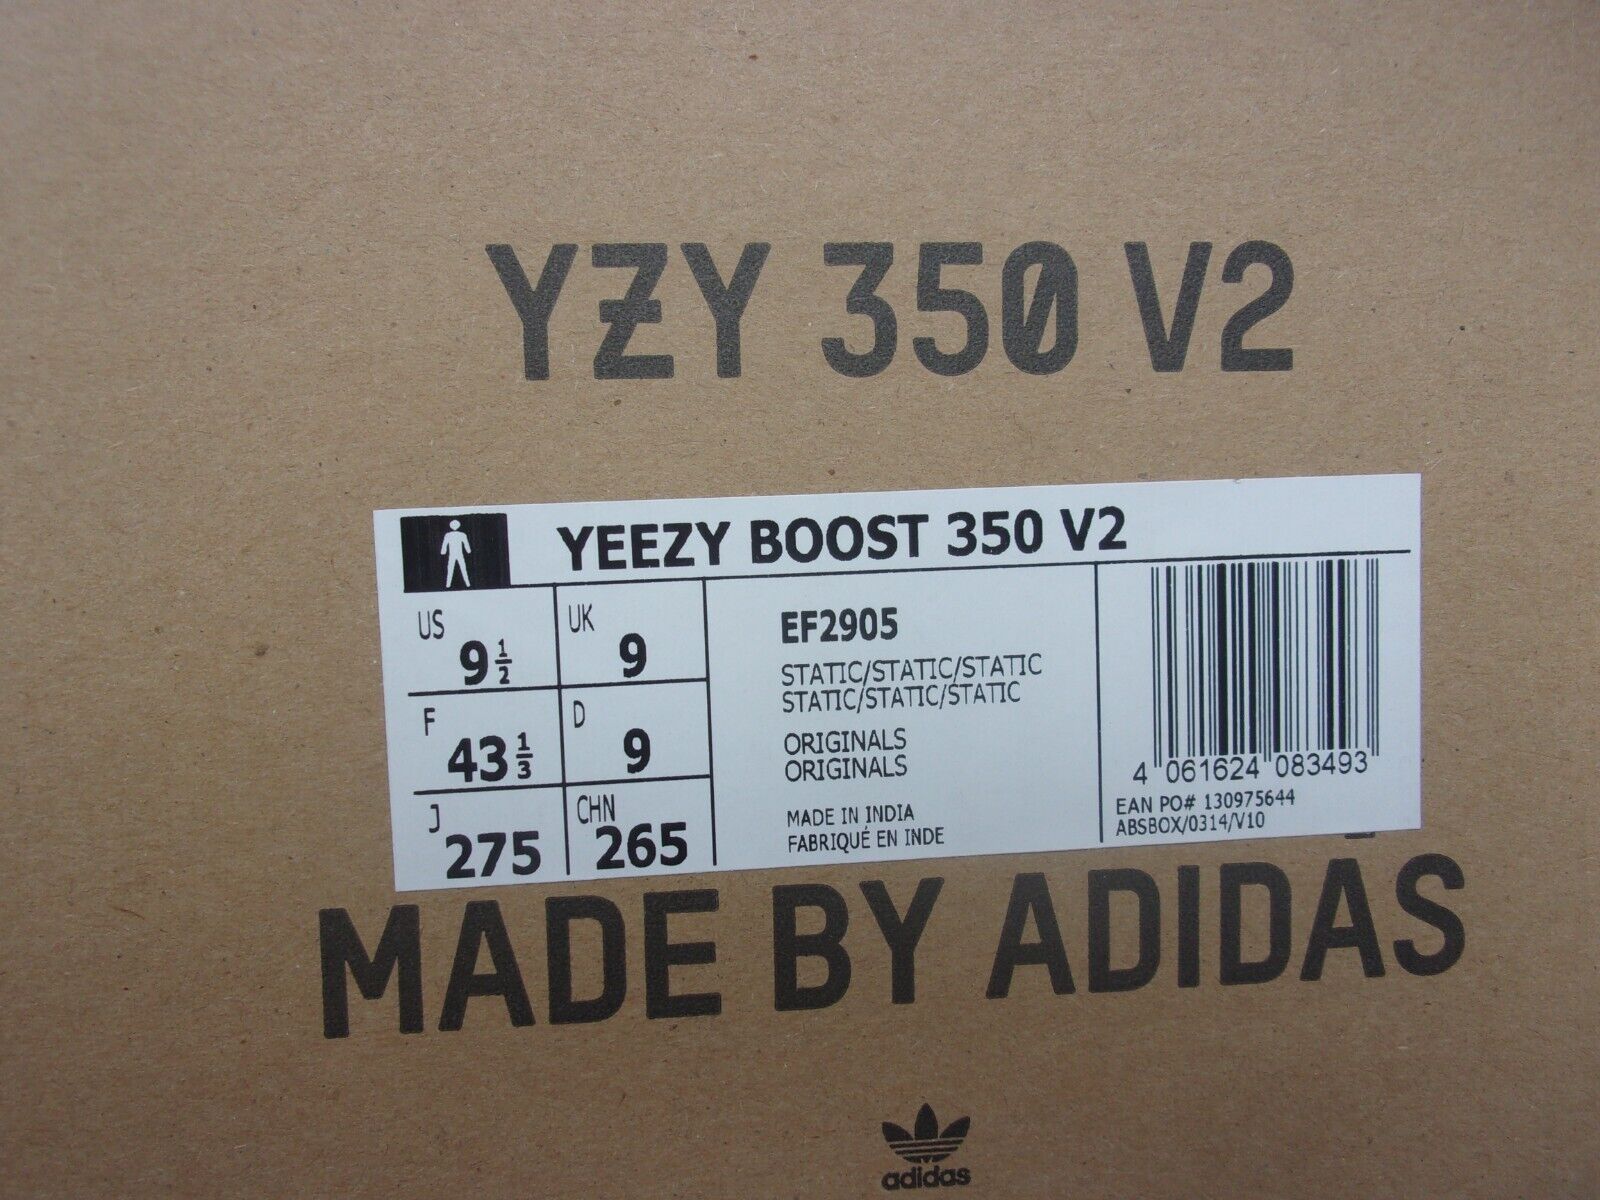 YZY 350 V2
YEEZY BOOST 350 V2
US 9 1/2
UK 9
F 43 1/3
D 9
J 275
CHN 265
EF2905
STATIC/STATIC/STATIC
STATIC/STATIC/STATIC
ORIGINALS
ORIGINALS
MADE IN INDIA
FABRIQUÉ EN INDE
4 061624 083493
EAN PO# 130975644
ABSBOX/0314/V10
MADE BY ADIDAS
adidas